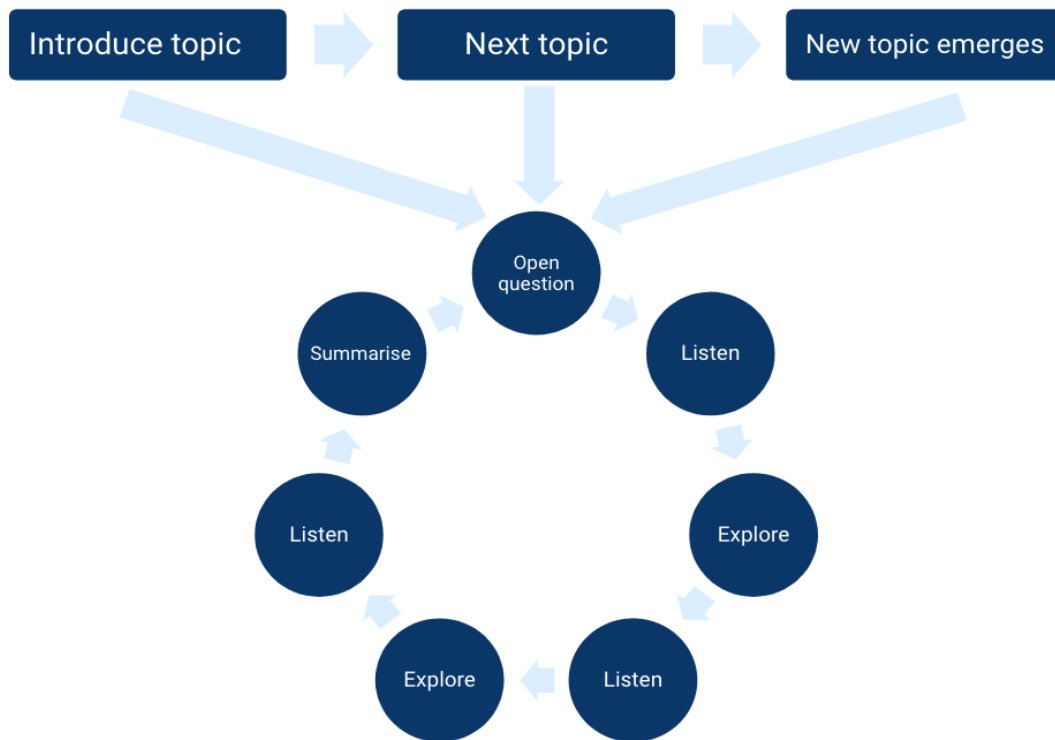 Introduce topic
Next topic
New topic emerges
Open
question
Listen
Explore
Listen
Explore
Listen
Summarise